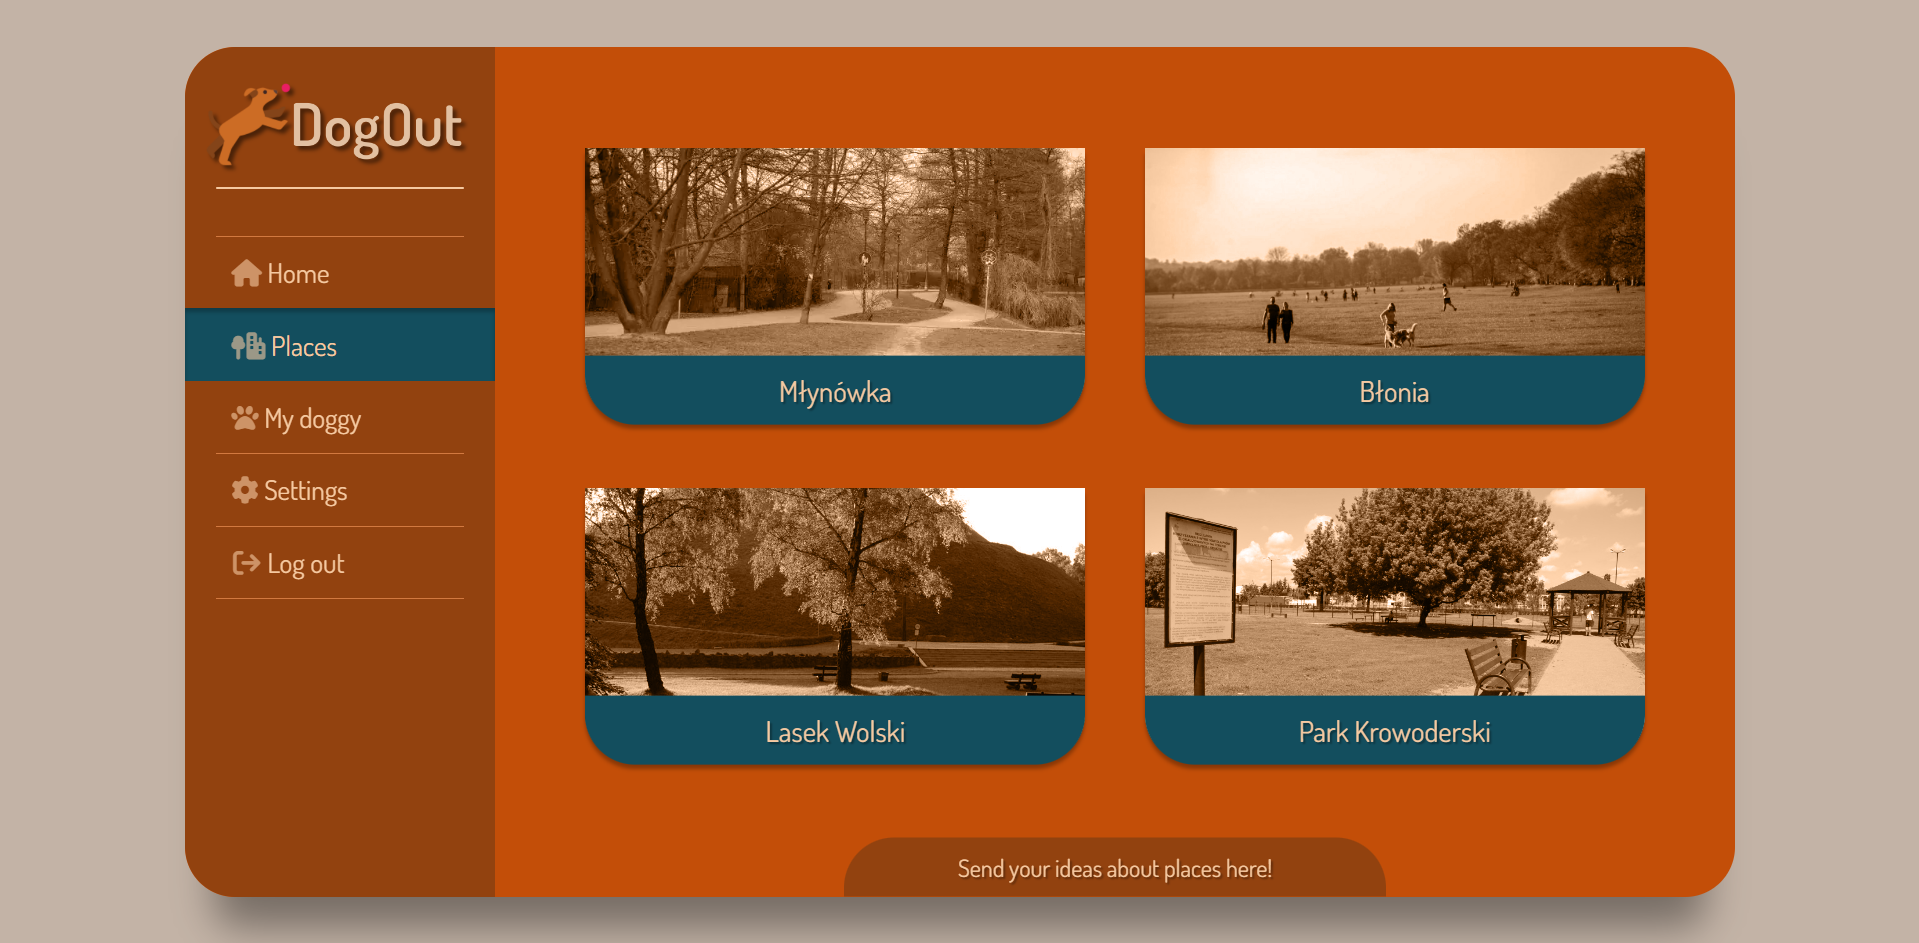 DogOut
Home
Places
My doggy
Settings
Log out
Młynówka
Błonia
Lasek Wolski
Park Krowoderski
Send your ideas about places here!